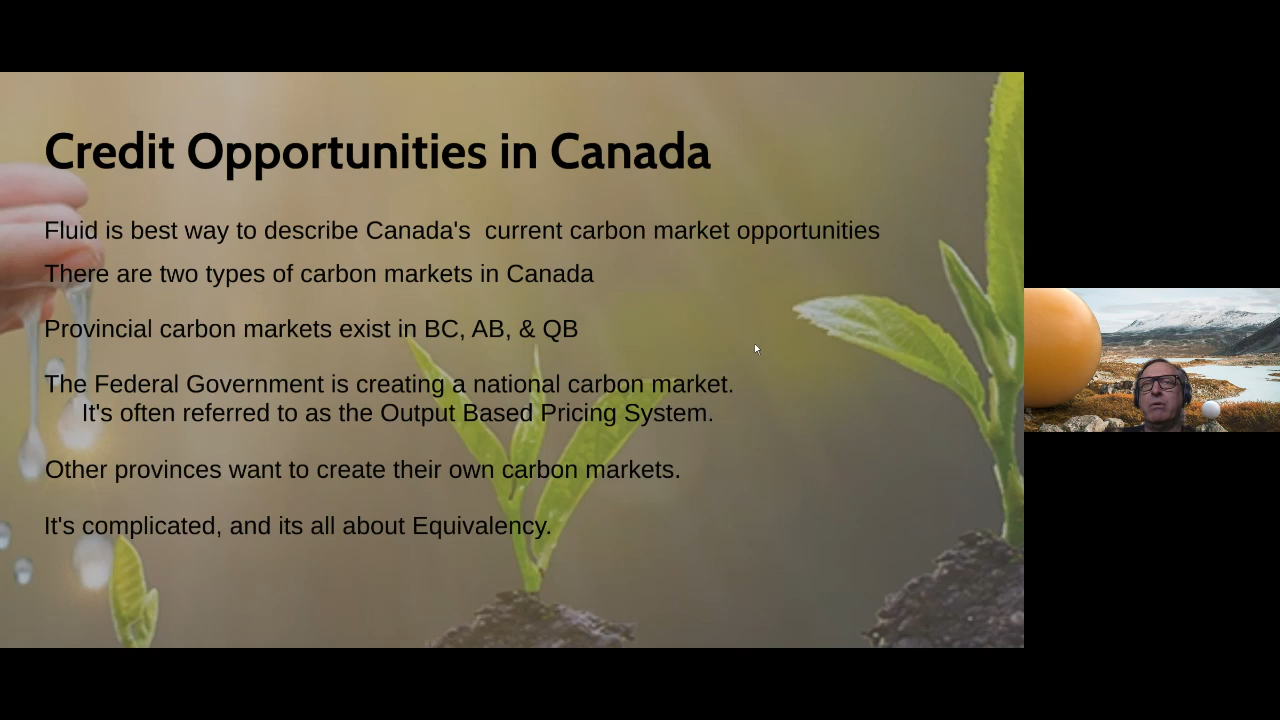 Credit Opportunities in Canada
Fluid is best way to describe Canada's  current carbon market opportunities
There are two types of carbon markets in Canada
Provincial carbon markets exist in BC, AB, & QB
The Federal Government is creating a national carbon market.
It's often referred to as the Output Based Pricing System.
Other provinces want to create their own carbon markets.
It's complicated, and its all about Equivalency.